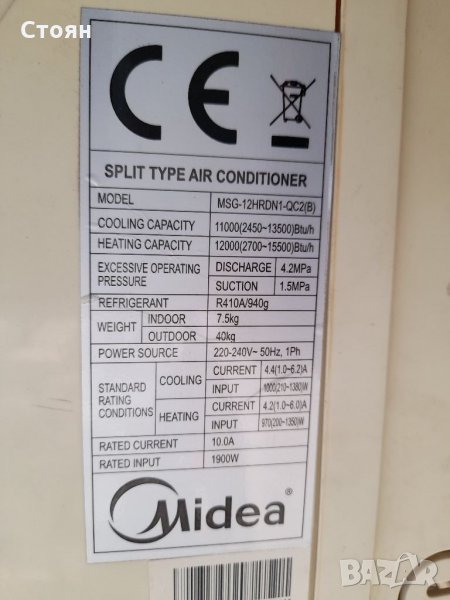 Стоян
CE
SPLIT TYPE AIR CONDITIONER
MODEL MSG-12HRDN1-QC2(B)
COOLING CAPACITY 11000(2450~13500)Btu/h
HEATING CAPACITY 12000(2700~15500)Btu/h
EXCESSIVE OPERATING PRESSURE DISCHARGE 4.2MPa
SUCTION 1.5MPa
REFRIGERANT R410A/940g
WEIGHT INDOOR 7.5kg
OUTDOOR 40kg
POWER SOURCE 220-240V~ 50Hz, 1Ph
STANDARD RATING CONDITIONS COOLING CURRENT 4.4(1.0~6.2)A
INPUT 1000(210~1380)W
HEATING CURRENT 4.2(1.0~6.0)A
INPUT 970(200~1350)W
RATED CURRENT 10.0A
RATED INPUT 1900W
Midea®
BAZAR